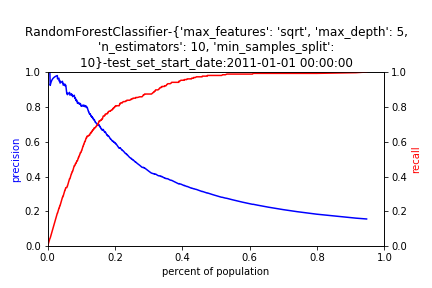 RandomForestClassifier-{'max_features': 'sqrt', 'max_depth': 5,
'n_estimators': 10, 'min_samples_split':
10}-test_set_start_date:2011-01-01 00:00:00
1.0
0.8
0.6
0.4
0.2
0.0
precision
1.0
0.8
0.6
0.4
0.2
0.0
recall
0.0 0.2 0.4 0.6 0.8 1.0
percent of population